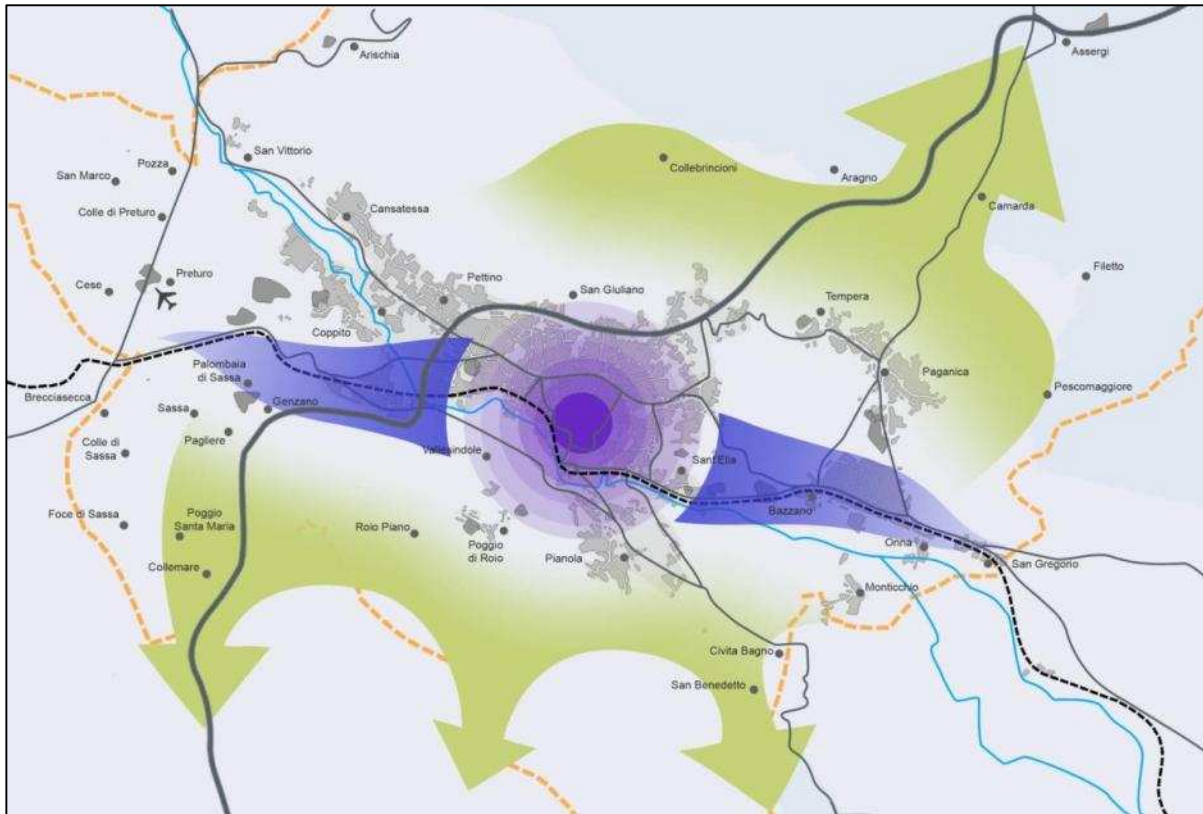 Arischia
Assergi
San Vittorio
Collebrincioni
Pozza
Aragno
San Marco
Camarda
Colle di Preturo
Cansatessa
Filetto
Preturo
Pettino
Cese
San Giuliano
Tempera
Coppito
Palombaia
di Sassa
Paganica
Brecciasecca
Genzano
Pescomaggiore
Sassa
Pagliere
Colle di
Sassa
Vallesindole
Sant'Elia
Bazzano
Foce di Sassa
Poggio
Santa Maria
Roio Piano
Poggio
di Roio
Pianola
Onna
San Gregorio
Collemare
Monticchio
Civita Bagno
San Benedetto